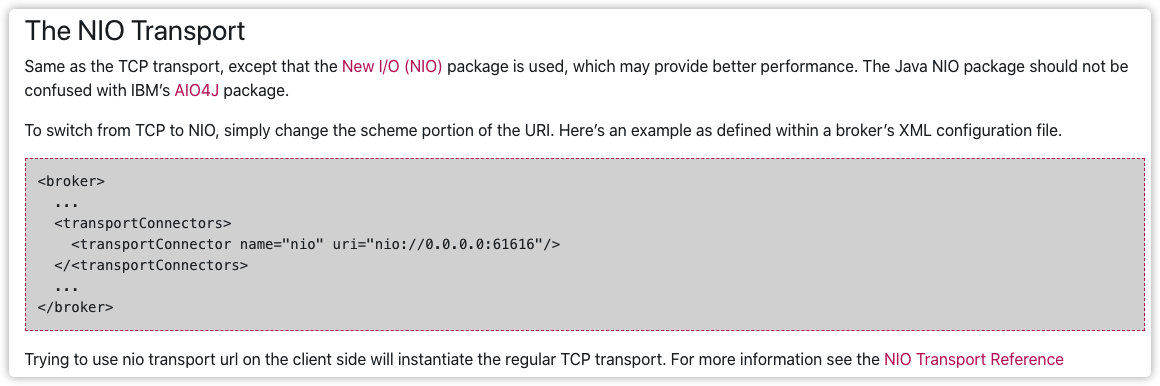 The NIO Transport
Same as the TCP transport, except that the New I/O (NIO) package is used, which may provide better performance. The Java NIO package should not be
confused with IBM’s AIO4J package.
To switch from TCP to NIO, simply change the scheme portion of the URI. Here’s an example as defined within a broker’s XML configuration file.
<broker>
  ...
  <transportConnectors>
    <transportConnector name="nio" uri="nio://0.0.0.0:61616"/>
  </<transportConnectors>
  ...
</broker>
Trying to use nio transport url on the client side will instantiate the regular TCP transport. For more information see the NIO Transport Reference